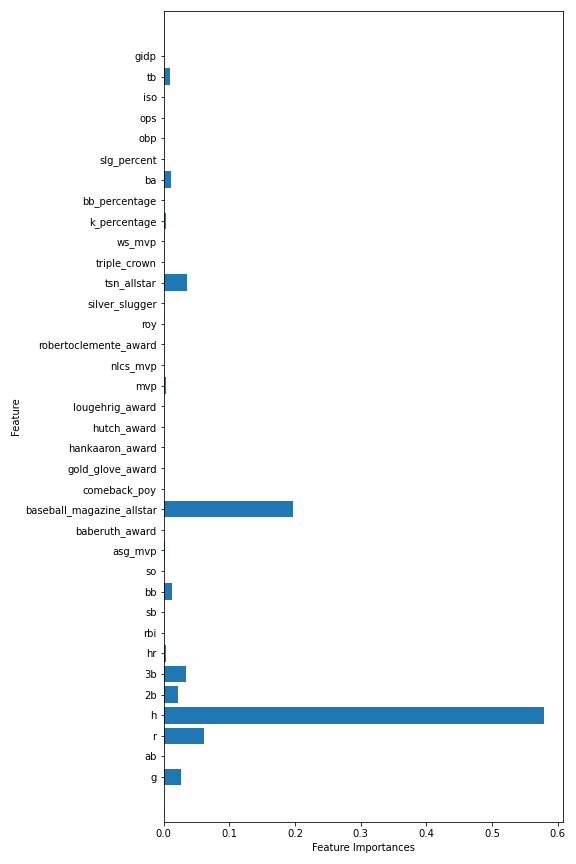 gidp
tb
iso
ops
obp
slg_percent
ba
bb_percentage
k_percentage
ws_mvp
triple_crown
tsn_allstar
silver_slugger
roy
robertoclemente_award
nlcs_mvp
mvp
lougehrig_award
hutch_award
hankaaron_award
gold_glove_award
comeback_poy
baseball_magazine_allstar
baberuth_award
asg_mvp
so
bb
sb
rbi
hr
3b
2b
h
r
ab
g
Feature
0.0 0.1 0.2 0.3 0.4 0.5 0.6
Feature Importances